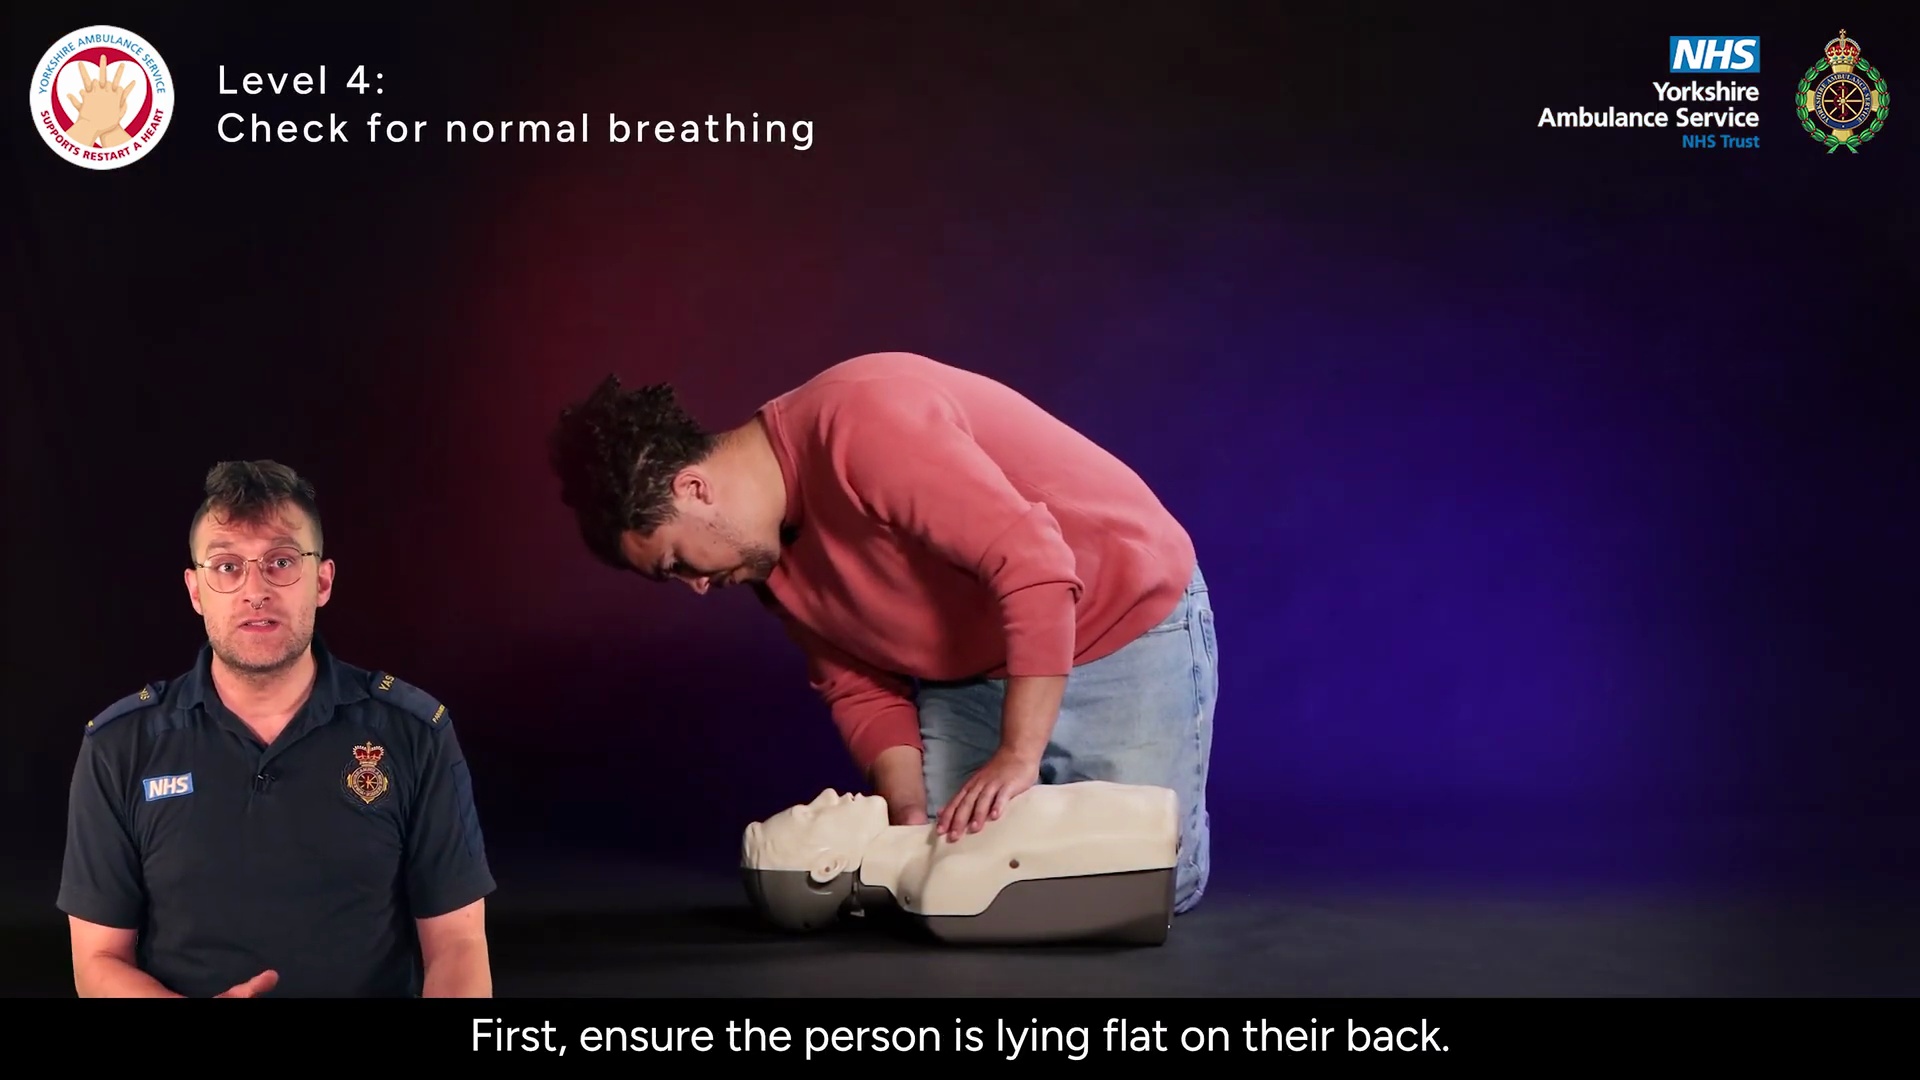 YORKSHIRE AMBULANCE SERVICE
SUPPORTS RESTART A HEART
Level 4:
Check for normal breathing
NHS
Yorkshire
Ambulance Service
NHS Trust
YAS
NHS
First, ensure the person is lying flat on their back.